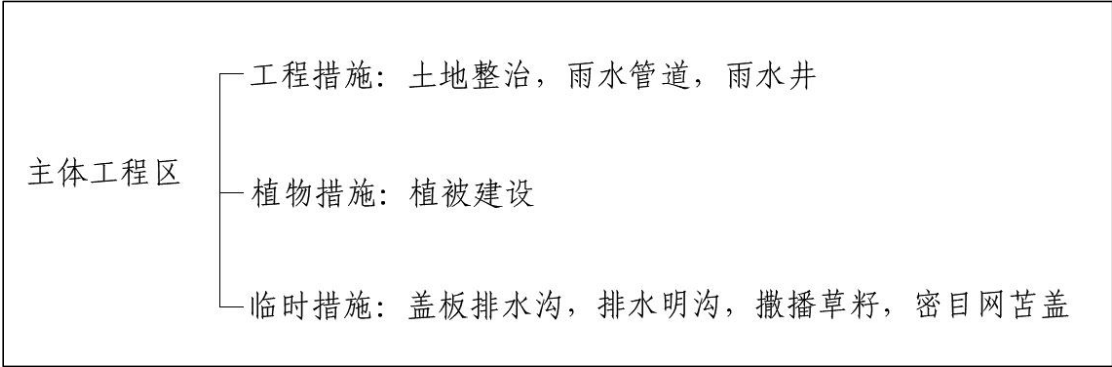 工程措施：土地整治，雨水管道，雨水井
主体工程区
植物措施：植被建设
临时措施：盖板排水沟，排水明沟，撒播草籽，密目网苫盖